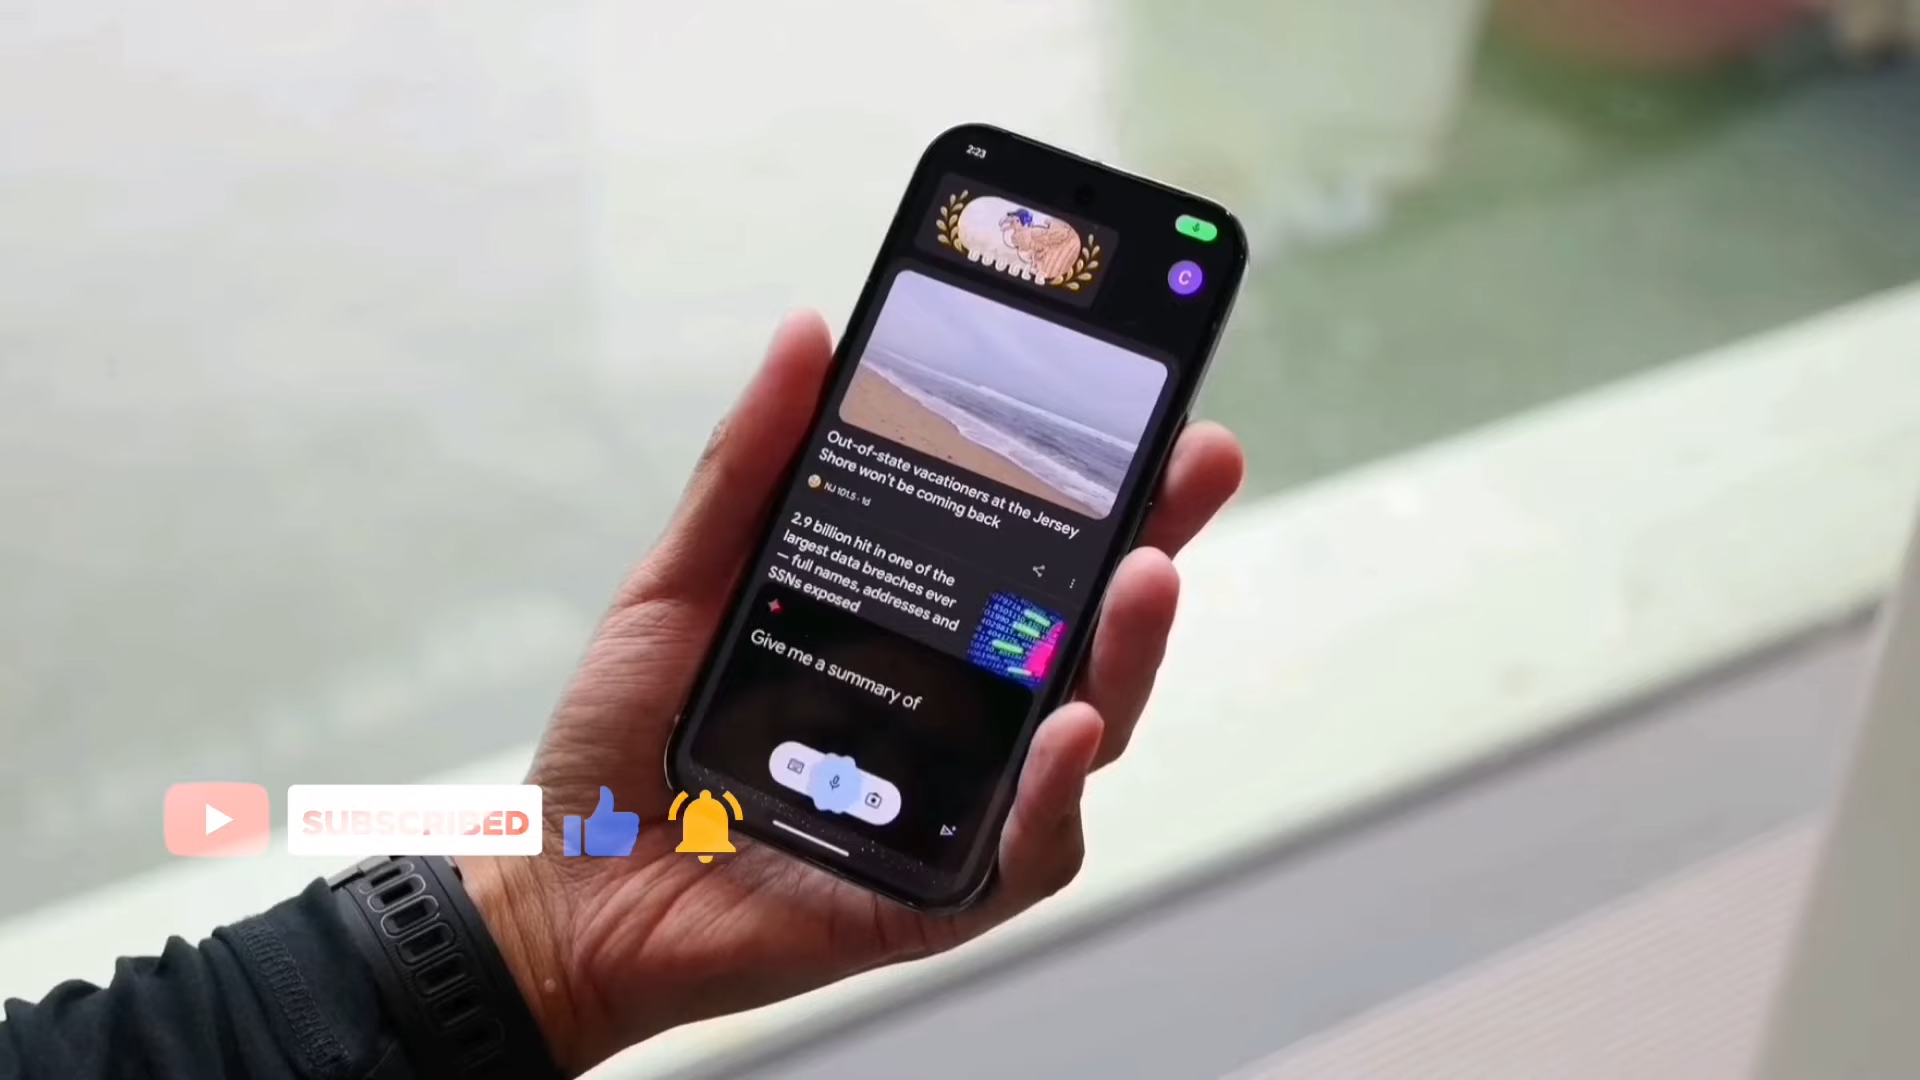 2:23
GOOGLE
C
Out-of-state vacationers at the Jersey
Shore won't be coming back
NJ 101.5 · 1d
2.9 billion hit in one of the
largest data breaches ever
— full names, addresses and
SSNs exposed
Give me a summary of
SUBSCRIBED